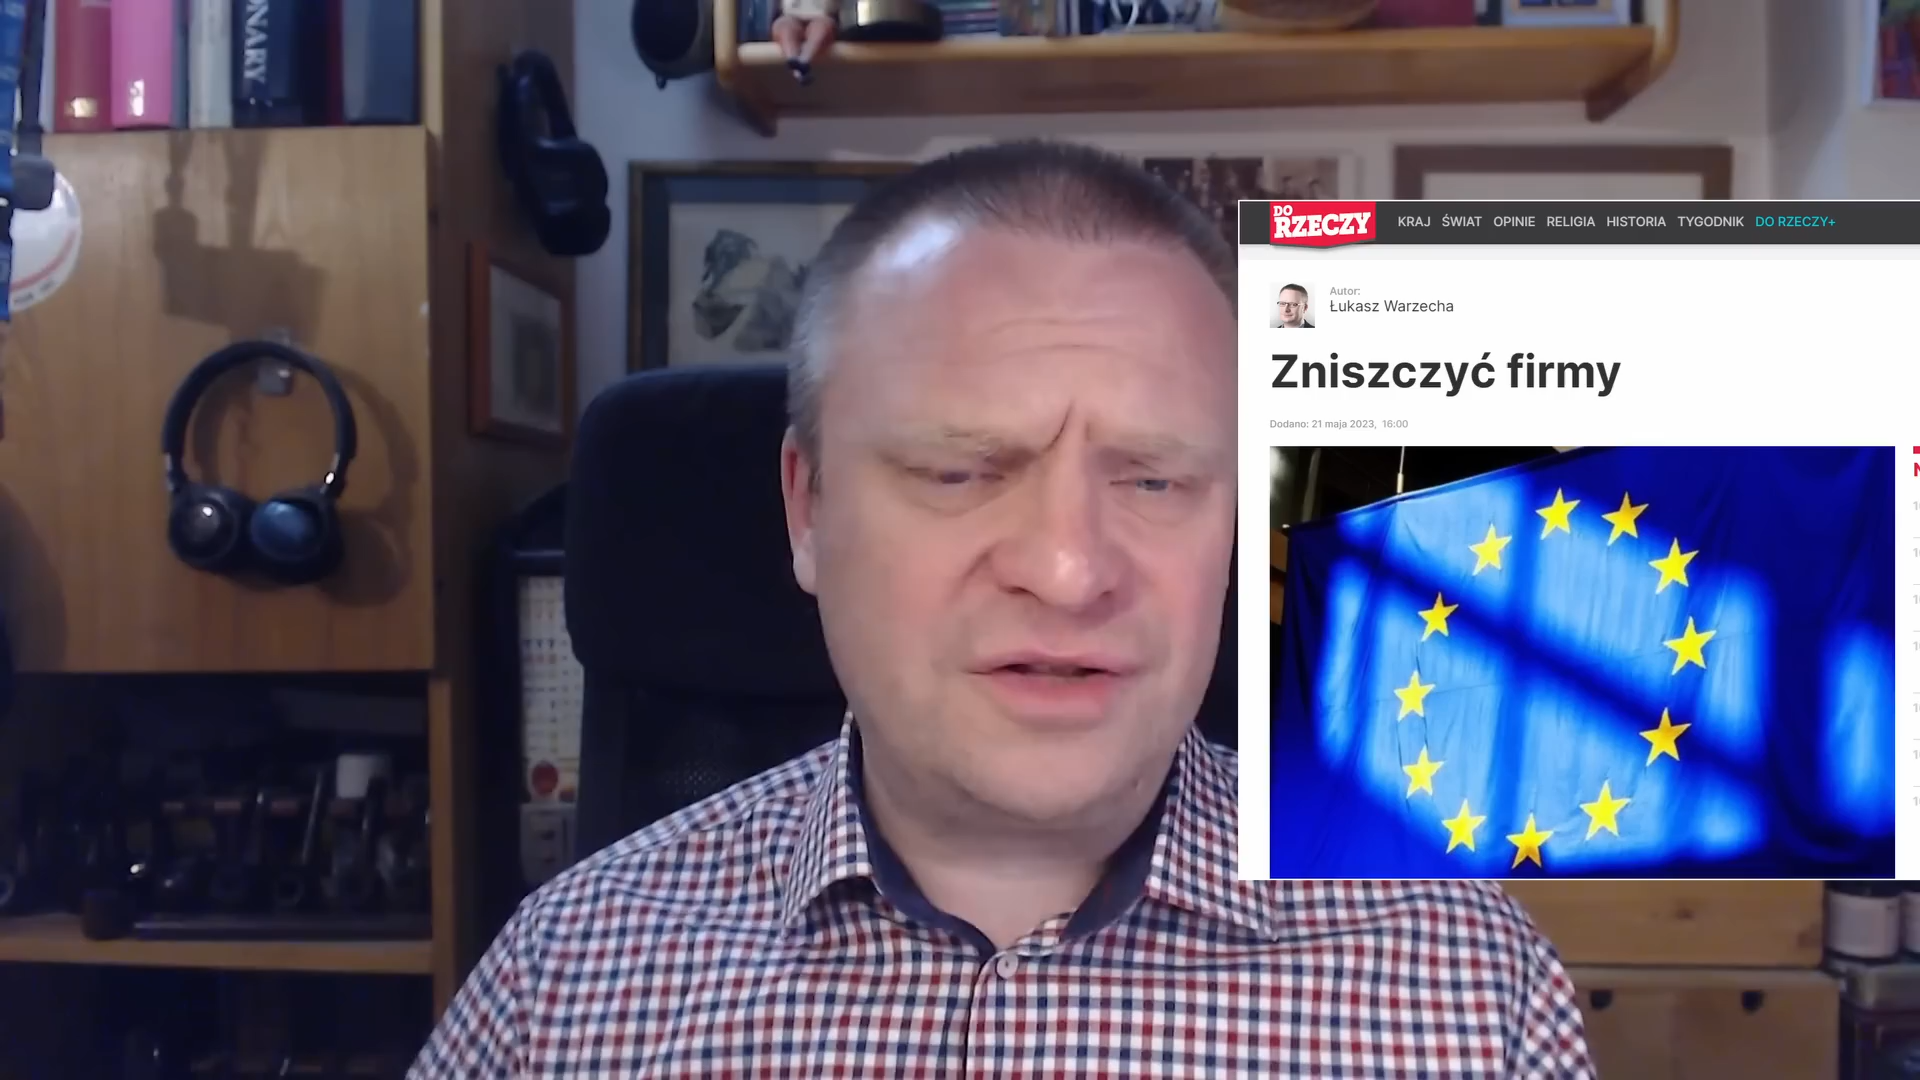 NARY
DO
RZECZY
KRAJ ŚWIAT OPINIE RELIGIA HISTORIA TYGODNIK DO RZECZY+
Autor:
Łukasz Warzecha
Zniszczyć firmy
Dodano: 21 maja 2023, 16:00